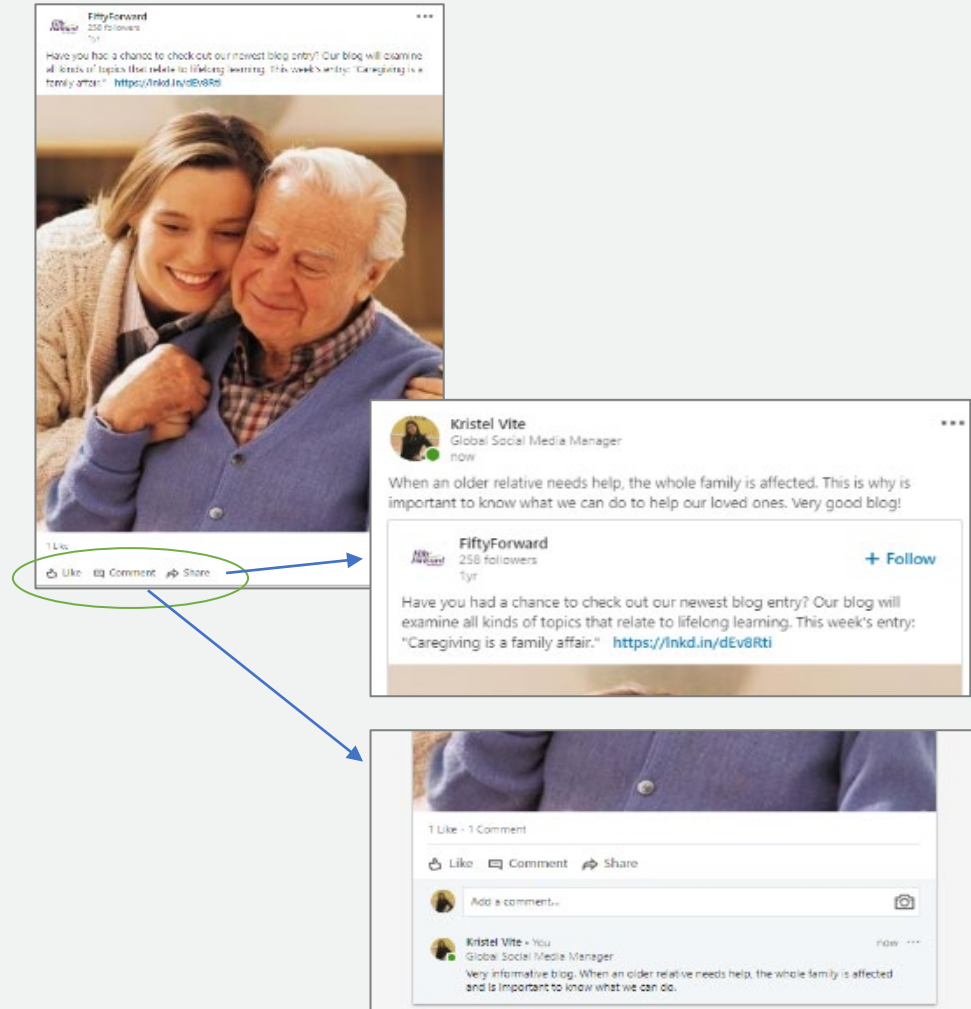 FiftyForward
258 followers
1yr
Have you had a chance to check out our newest blog entry? Our blog will examine
all kinds of topics that relate to lifelong learning. This week's entry: "Caregiving is a
family affair." https://lnkd.in/dEv8Rti
1 Like
Like Comment Share
Kristel Vite
Global Social Media Manager
now
When an older relative needs help, the whole family is affected. This is why is
important to know what we can do to help our loved ones. Very good blog!
Fifty Forward
FiftyForward
258 followers
1yr
+ Follow
Have you had a chance to check out our newest blog entry? Our blog will
examine all kinds of topics that relate to lifelong learning. This week's entry:
"Caregiving is a family affair." https://lnkd.in/dEv8Rti
1 Like · 1 Comment
Like Comment Share
Add a comment...
Kristel Vite • You
now
Global Social Media Manager
Very informative blog. When an older relative needs help, the whole family is affected
and is important to know what we can do.